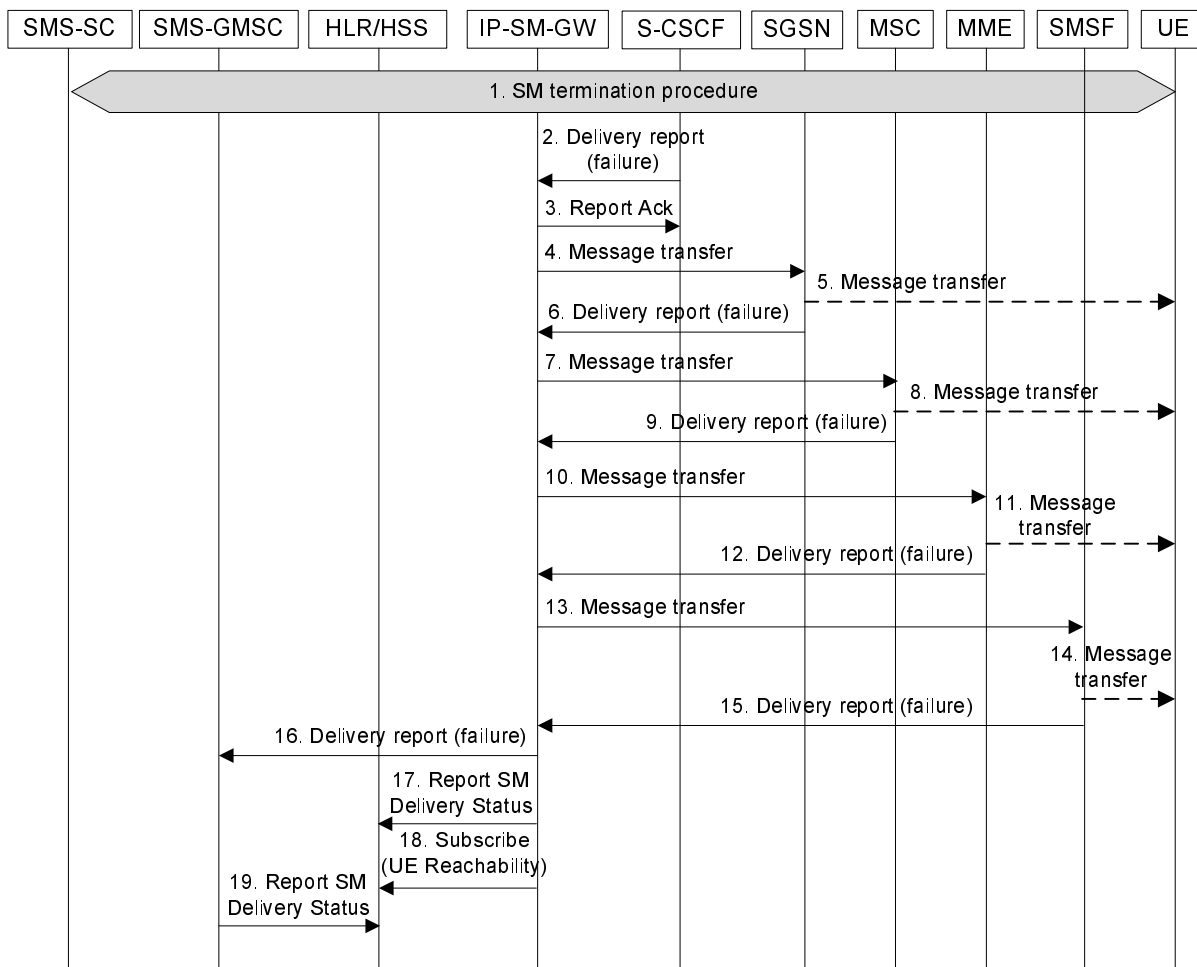 SMS-SC SMS-GMSC HLR/HSS IP-SM-GW S-CSCF SGSN MSC MME SMSF UE
1. SM termination procedure
2. Delivery report
(failure)
3. Report Ack
4. Message transfer
5. Message transfer
6. Delivery report (failure)
7. Message transfer
8. Message transfer
9. Delivery report (failure)
10. Message transfer
11. Message
transfer
12. Delivery report (failure)
13. Message transfer
14. Message
transfer
15. Delivery report (failure)
16. Delivery report (failure)
17. Report SM
Delivery Status
18. Subscribe
(UE Reachability)
19. Report SM
Delivery Status